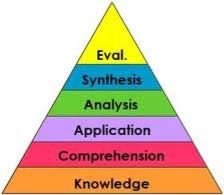 Eval.
Synthesis
Analysis
Application
Comprehension
Knowledge